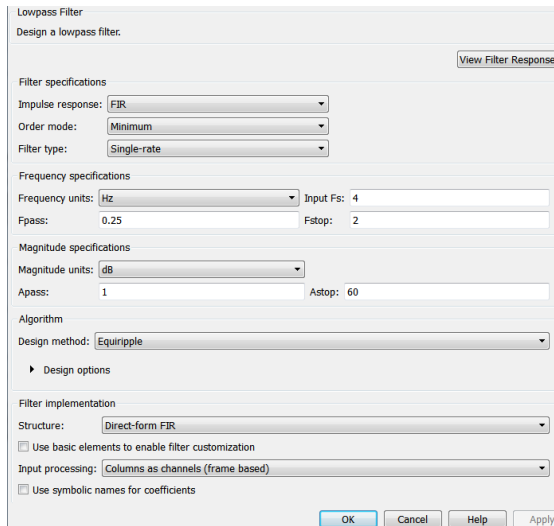 Lowpass Filter
Design a lowpass filter.
View Filter Response
Filter specifications
Impulse response: FIR
Order mode: Minimum
Filter type: Single-rate
Frequency specifications
Frequency units: Hz Input Fs: 4
Fpass: 0.25 Fstop: 2
Magnitude specifications
Magnitude units: dB
Apass: 1 Astop: 60
Algorithm
Design method: Equiripple
Design options
Filter implementation
Structure: Direct-form FIR
Use basic elements to enable filter customization
Input processing: Columns as channels (frame based)
Use symbolic names for coefficients
OK Cancel Help Apply